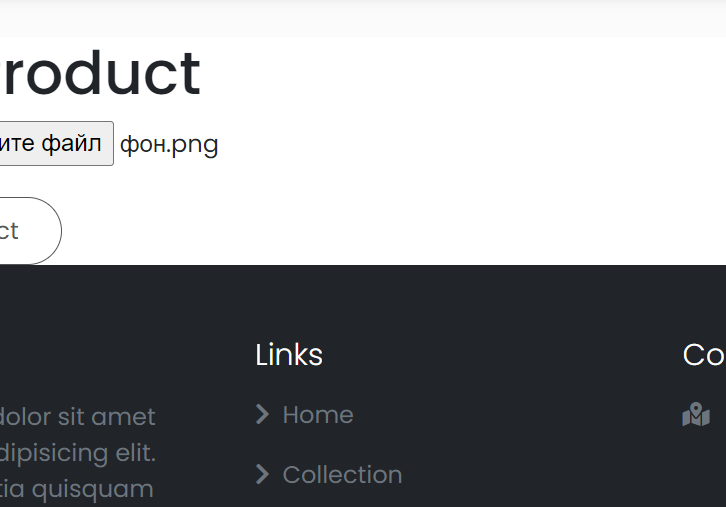 roduct
ите файл фон.png
ct
Links
Co
Home
dolor sit amet
dipisicing elit.
Collection
tia quisquam